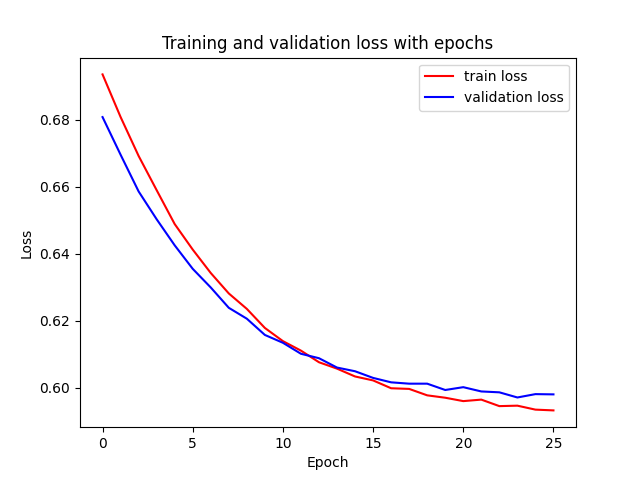 Training and validation loss with epochs
train loss
validation loss
Loss
0.68
0.66
0.64
0.62
0.60
0 5 10 15 20 25
Epoch